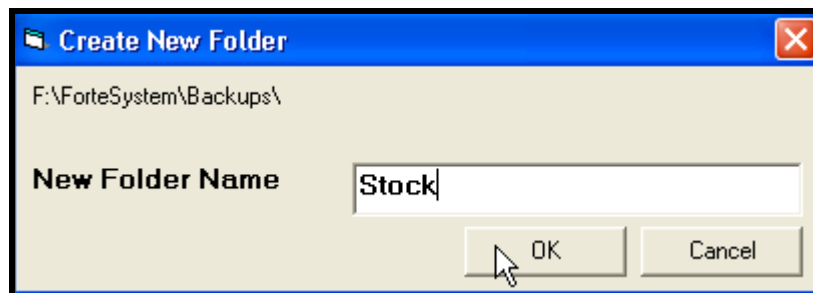 Create New Folder
F:\ForteSystem\Backups\
New Folder Name
Stock
OK Cancel